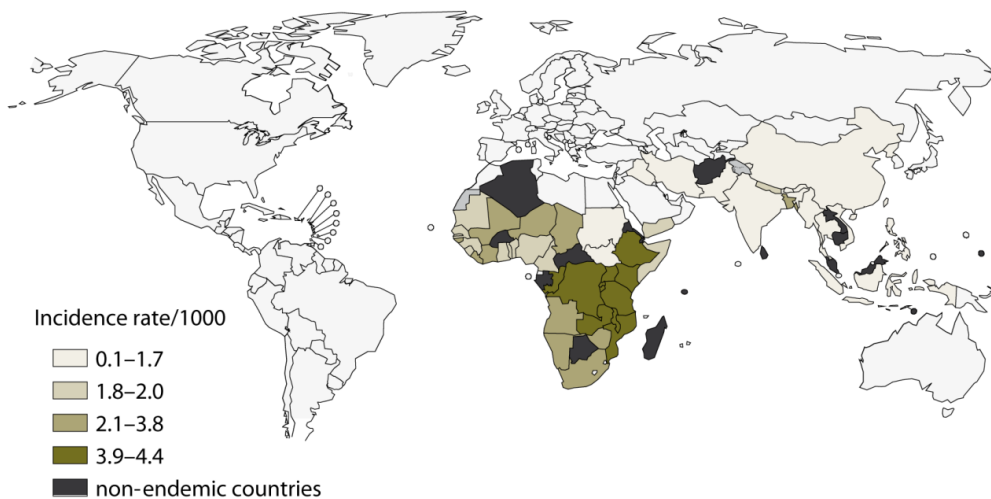 Incidence rate/1000
0.1–1.7
1.8–2.0
2.1–3.8
3.9–4.4
non-endemic countries